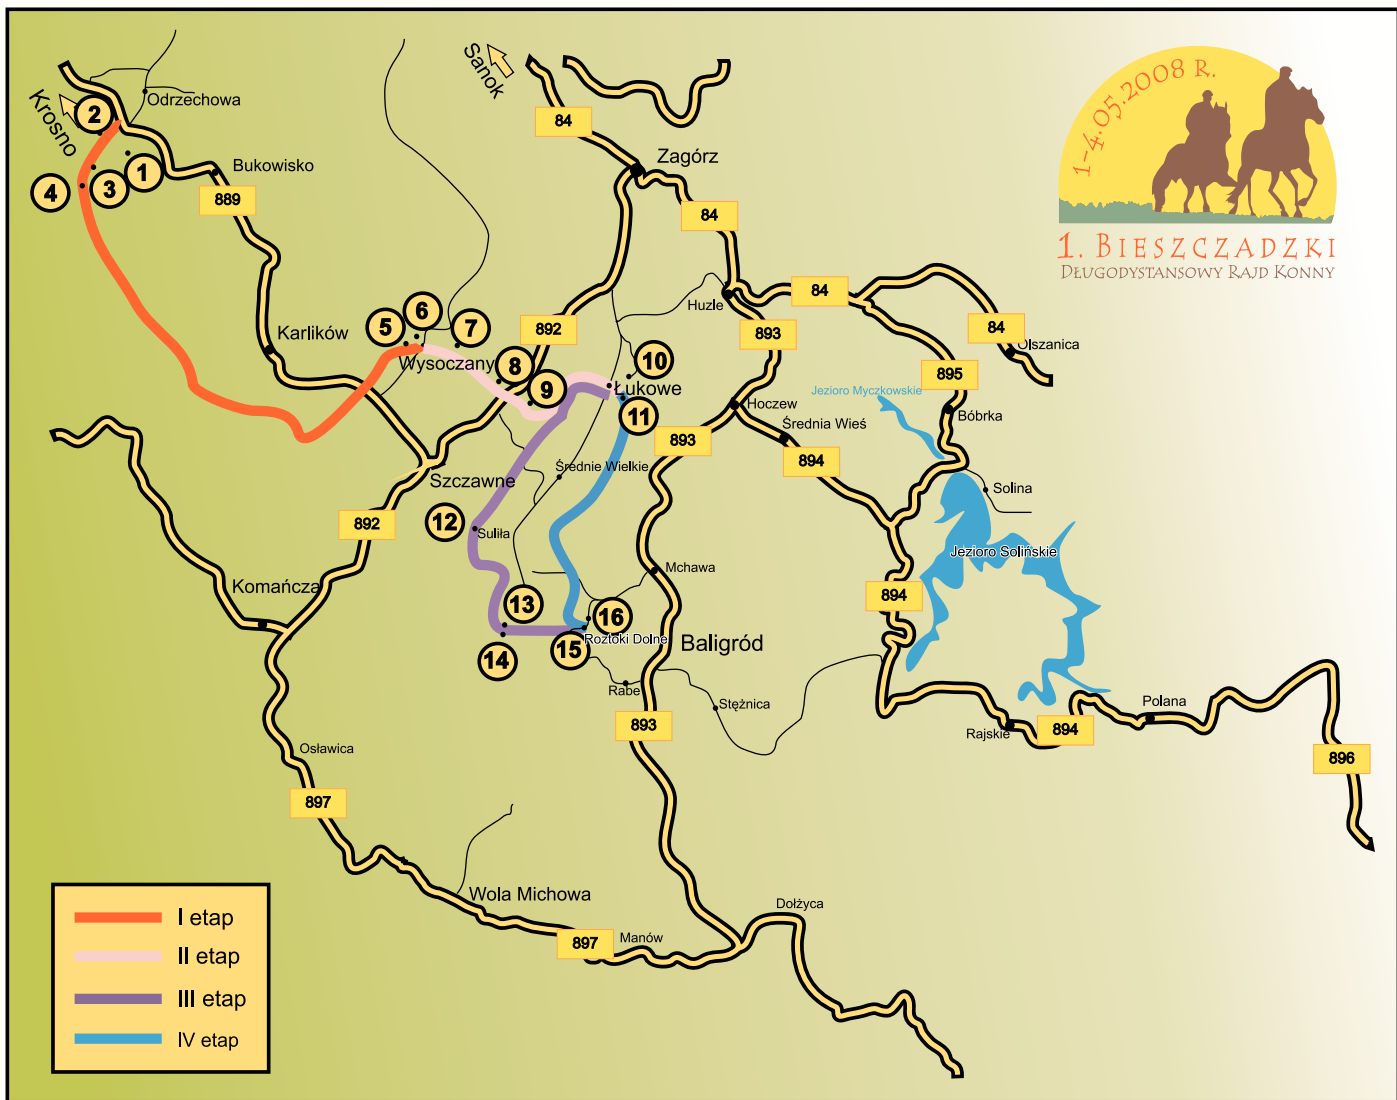 Sanok
84
Krosno
2
Odrzechowa
1
3
4
Bukowisko
889
Zagórz
84
1-4.05.2008 R.
1. BIESZCZADZKI
DŁUGODYSTANSOWY RAJD KONNY
Huzle
84
84
Olszanica
893
892
895
Karlików
5
6
7
Wysoczany
8
9
10
Łukowe
11
Jezioro Myczkowskie
Bóbrka
Hoczew
Średnia Wieś
893
894
Średnie Wielkie
Szczawne
Solina
12
Suliła
892
Jezioro Solińskie
Mchawa
Komańcza
13
16
894
14
15
Roztoki Dolne
Baligród
Rabe
Stężnica
893
Rajskie
894
Polana
896
Osławica
897
Wola Michowa
897
Manów
Dołżyca
I etap
II etap
III etap
IV etap